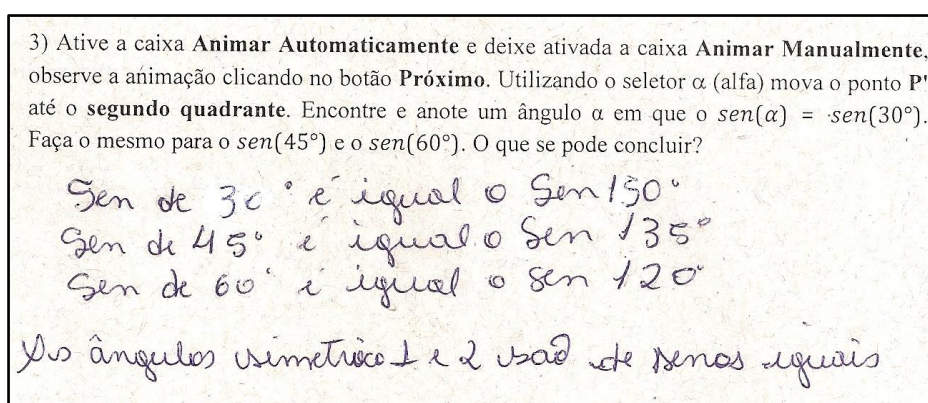 3) Ative a caixa Animar Automaticamente e deixe ativada a caixa Animar Manualmente,
observe a animação clicando no botão Próximo. Utilizando o seletor α (alfa) mova o ponto P'
até o segundo quadrante. Encontre e anote um ângulo α em que o sen(α) = sen(30°).
Faça o mesmo para o sen(45°) e o sen(60°). O que se pode concluir?
Sen de 30° é igual o Sen 150°
Sen de 45° é igual o Sen 135°
Sen de 60° é igual o sen 120°
Os ângulos simetrico 1 e 2 são de senos iguais